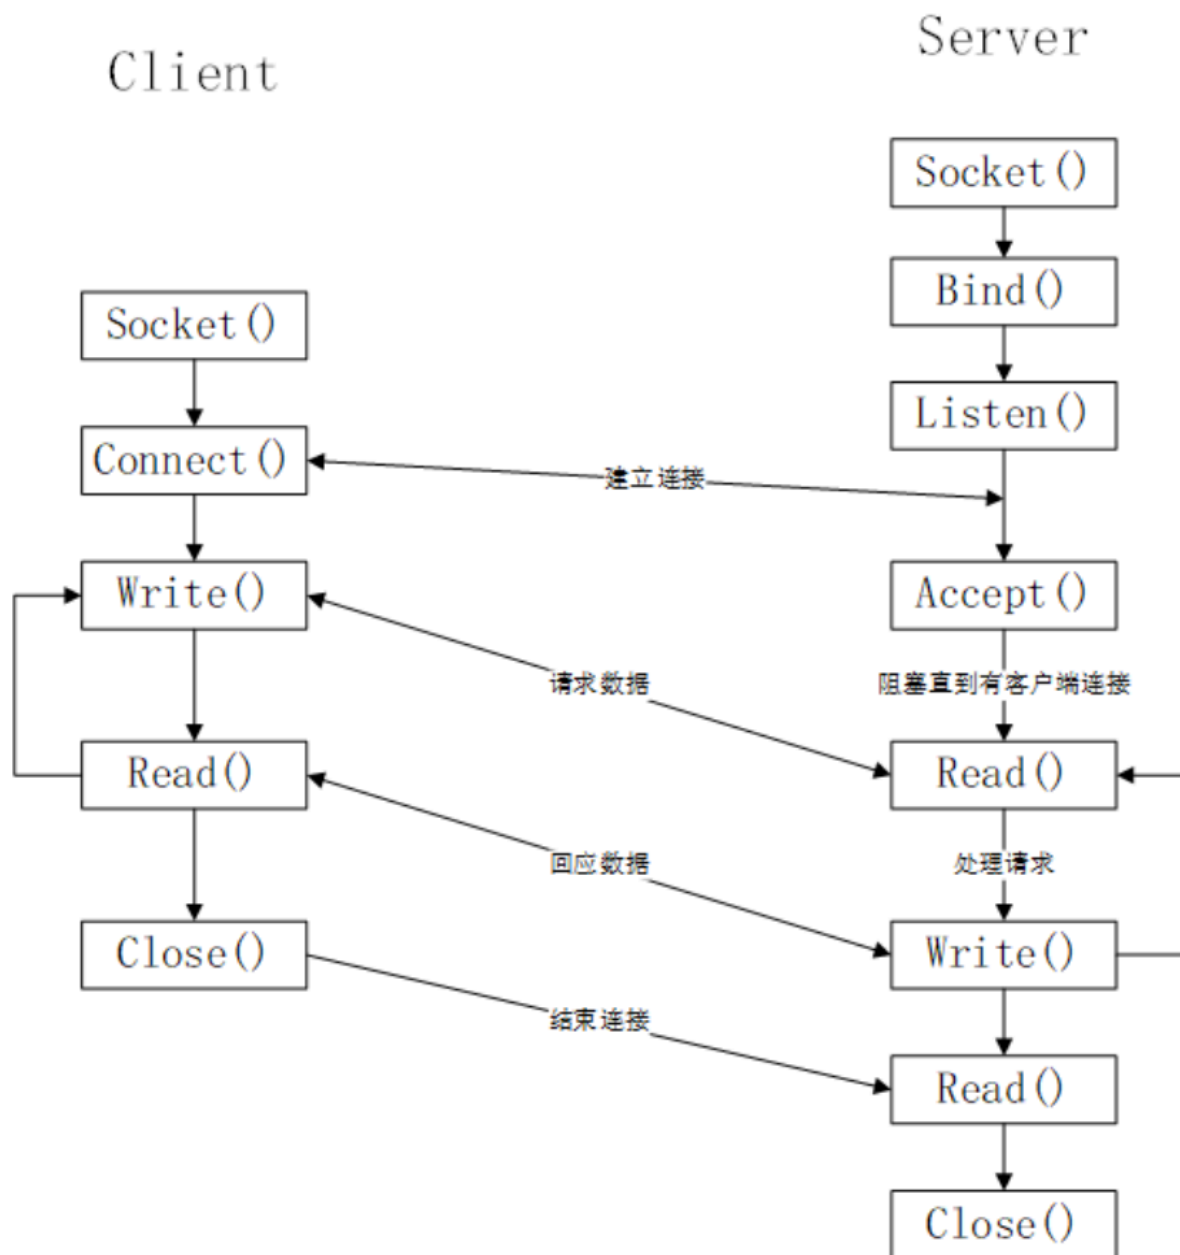 Client
Server
Socket()
Bind()
Socket()
Listen()
Connect()
建立连接
Write()
Accept()
请求数据
阻塞直到有客户端连接
Read()
Read()
回应数据
处理请求
Close()
Write()
结束连接
Read()
Close()